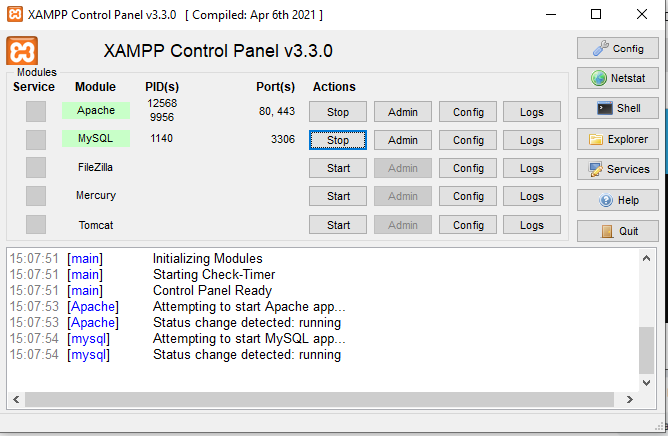 XAMPP Control Panel v3.3.0 [ Compiled: Apr 6th 2021 ]
XAMPP Control Panel v3.3.0
Config
Modules
Service Module PID(s) Port(s) Actions
Netstat
Apache 12568 9956 80, 443 Stop Admin Config Logs
Shell
MySQL 1140 3306 Stop Admin Config Logs
Explorer
FileZilla Start Admin Config Logs
Services
Mercury Start Admin Config Logs
Help
Tomcat Start Admin Config Logs
Quit
15:07:51 [main] Initializing Modules
15:07:51 [main] Starting Check-Timer
15:07:51 [main] Control Panel Ready
15:07:53 [Apache] Attempting to start Apache app...
15:07:53 [Apache] Status change detected: running
15:07:54 [mysql] Attempting to start MySQL app...
15:07:54 [mysql] Status change detected: running